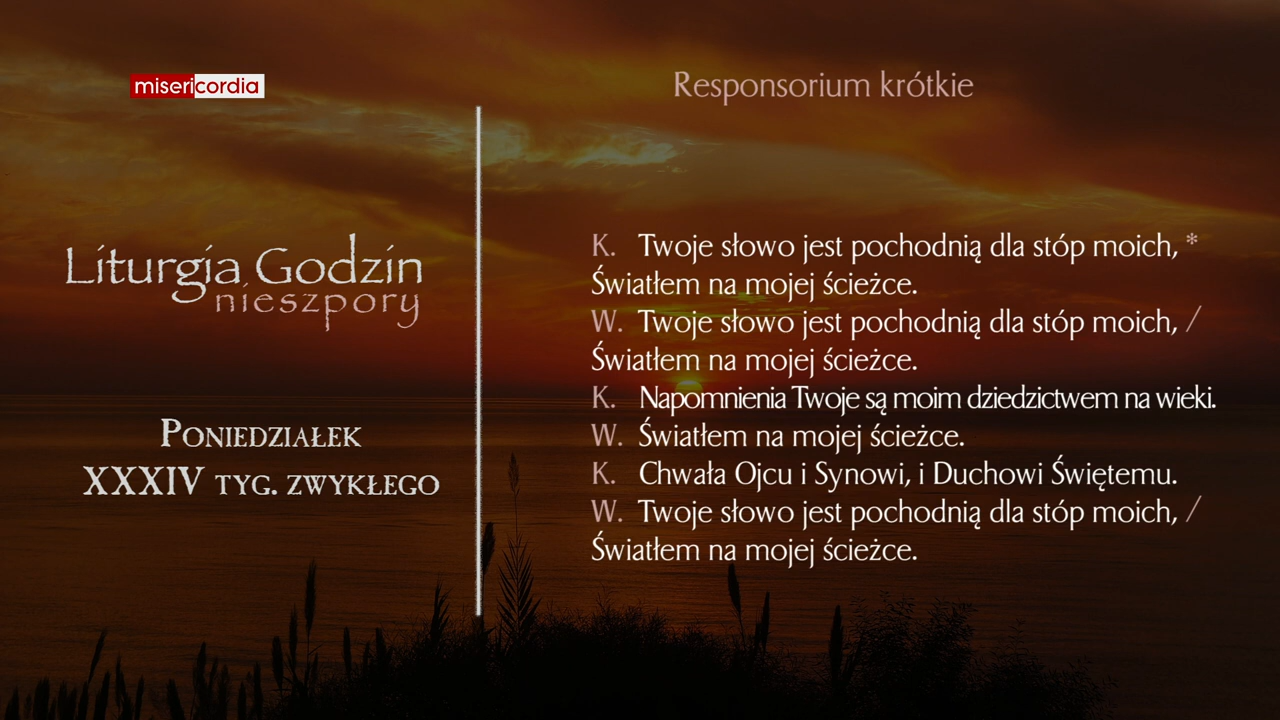 misericordia
Liturgia Godzin
nieszpory
Poniedziałek
XXXIV tyg. zwykłego
Responsorium krótkie
K. Twoje słowo jest pochodnią dla stóp moich, *
Światłem na mojej ścieżce.
W. Twoje słowo jest pochodnią dla stóp moich, /
Światłem na mojej ścieżce.
K. Napomnienia Twoje są moim dziedzictwem na wieki.
W. Światłem na mojej ścieżce.
K. Chwała Ojcu i Synowi, i Duchowi Świętemu.
W. Twoje słowo jest pochodnią dla stóp moich, /
Światłem na mojej ścieżce.